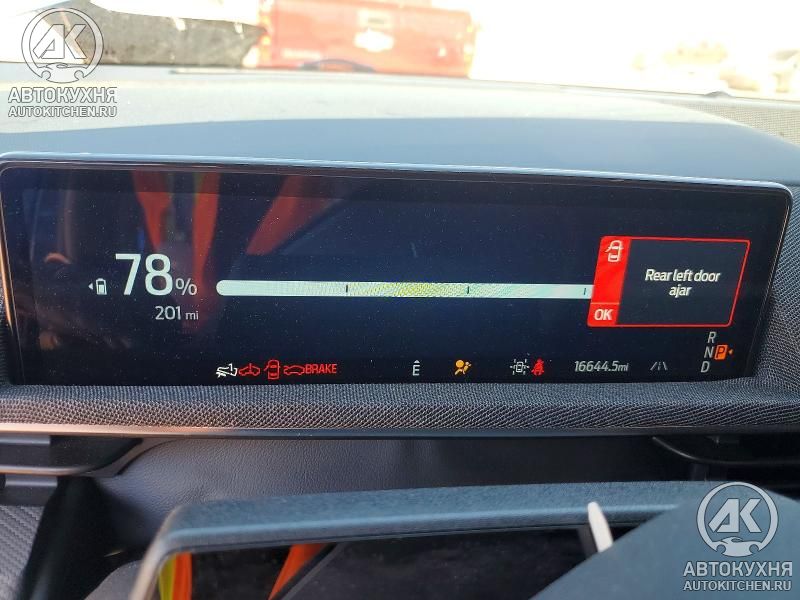 АК
АВТОКУХНЯ
AUTOKITCHEN.RU
78%
201 mi
Rear left door
ajar
OK
R
N P
D
BRAKE
E
16644.5mi
АК
АВТОКУХНЯ
AUTOKITCHEN.RU